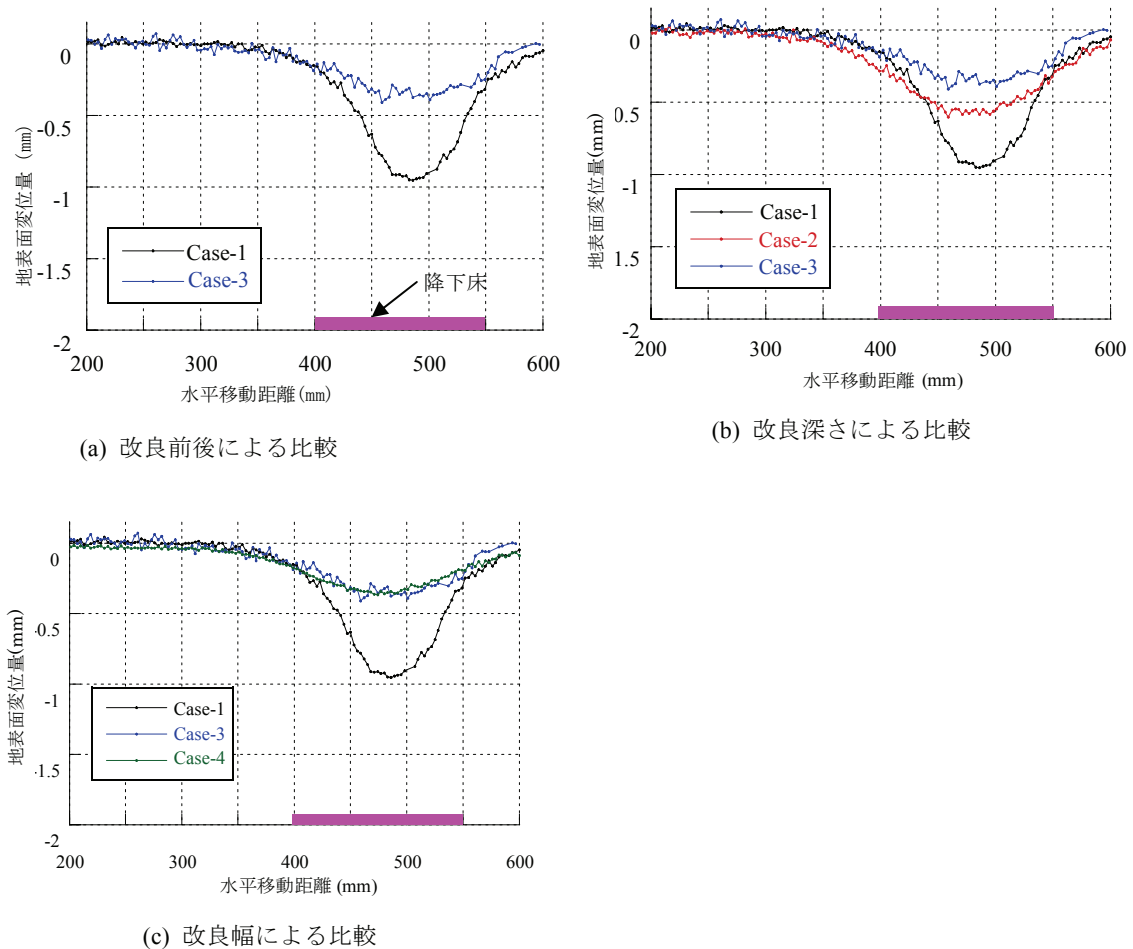 0
-0.5
-1
-1.5
-2
地表面変位量 (mm)
Case-1
Case-3
降下床
200 300 400 500 600
水平移動距離(mm)
(a) 改良前後による比較
0
0.5
-1
1.5
-2
地表面変位量(mm)
Case-1
Case-2
Case-3
200 300 400 500 600
水平移動距離 (mm)
(b) 改良深さによる比較
0
-0.5
-1
-1.5
-2
地表面変位量(mm)
Case-1
Case-3
Case-4
200 300 400 500 600
水平移動距離 (mm)
(c) 改良幅による比較